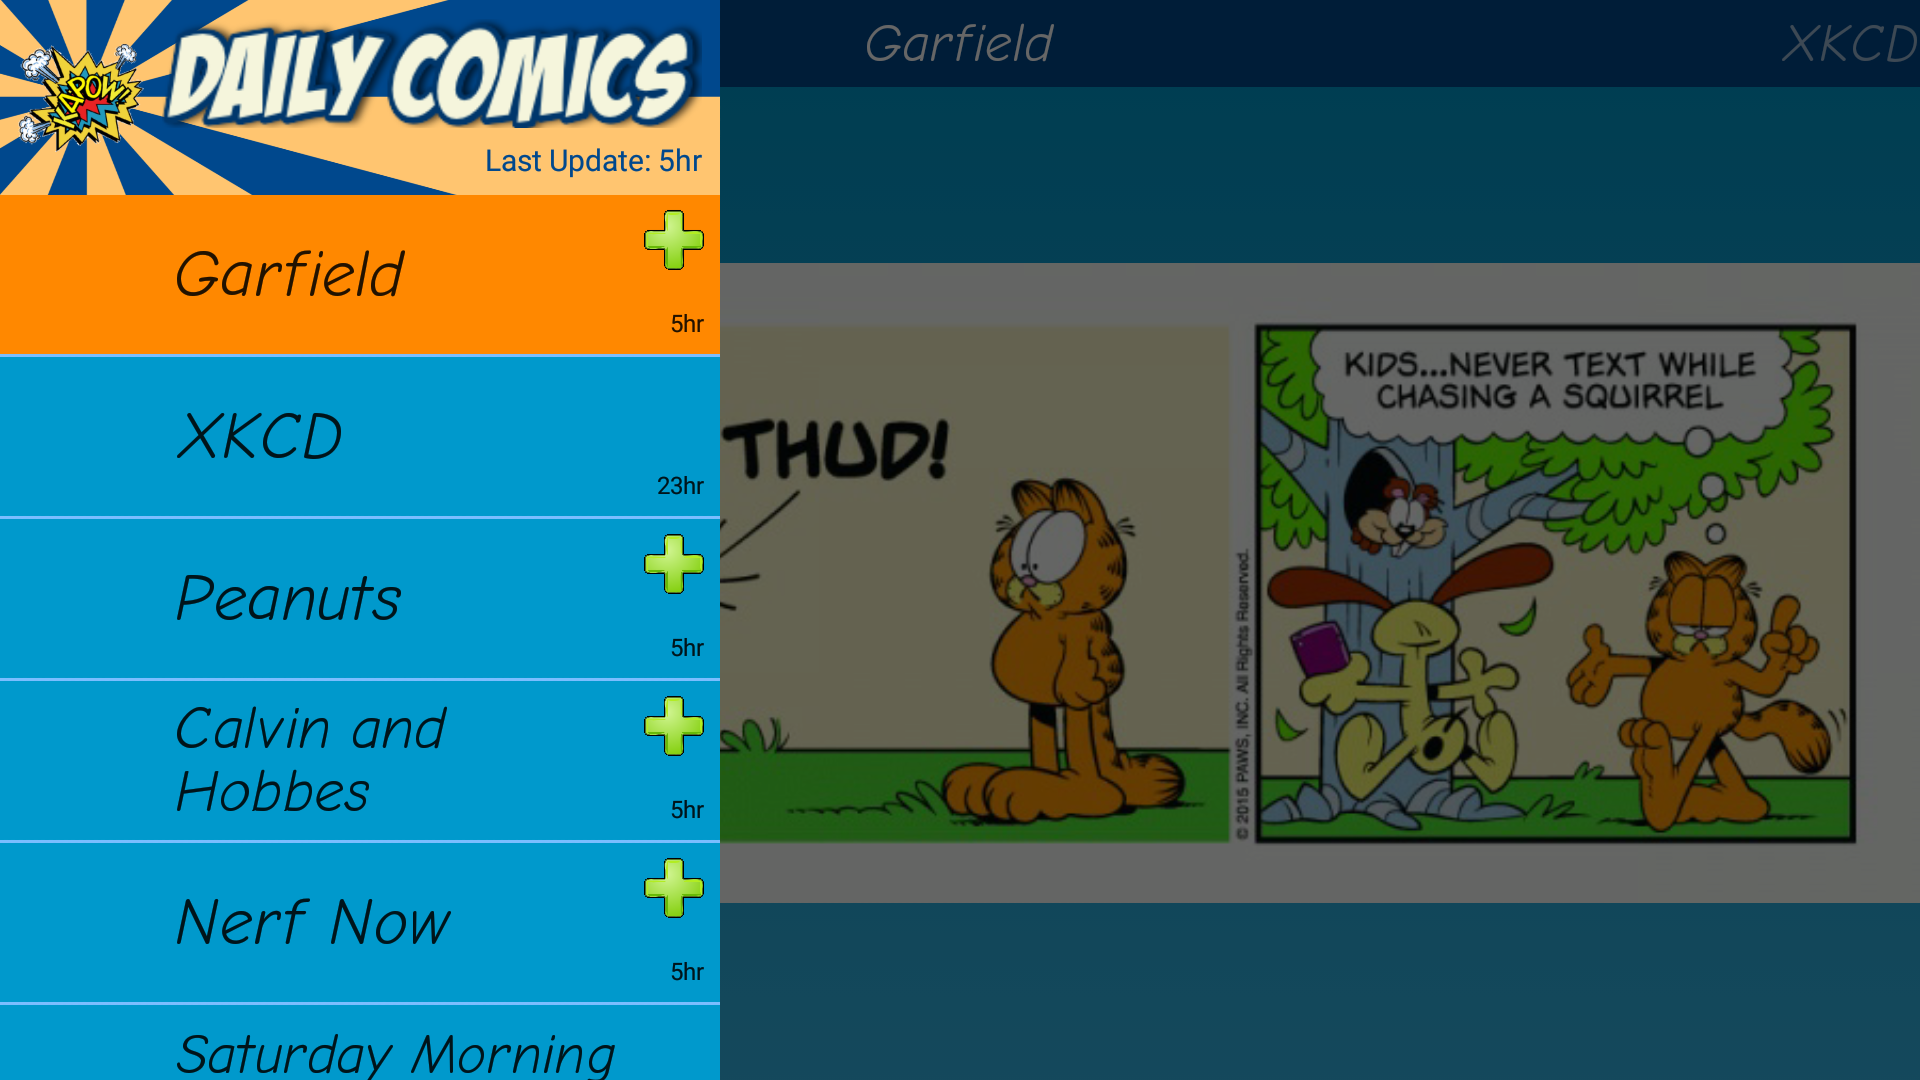 KAPOW!
DAILY COMICS
Last Update: 5hr
Garfield
5hr
XKCD
23hr
Peanuts
5hr
Calvin and
Hobbes
5hr
Nerf Now
5hr
Saturday Morning
Garfield
XKCD
THUD!
© 2015 PAWS, INC. All Rights Reserved.
KIDS...NEVER TEXT WHILE
CHASING A SQUIRREL